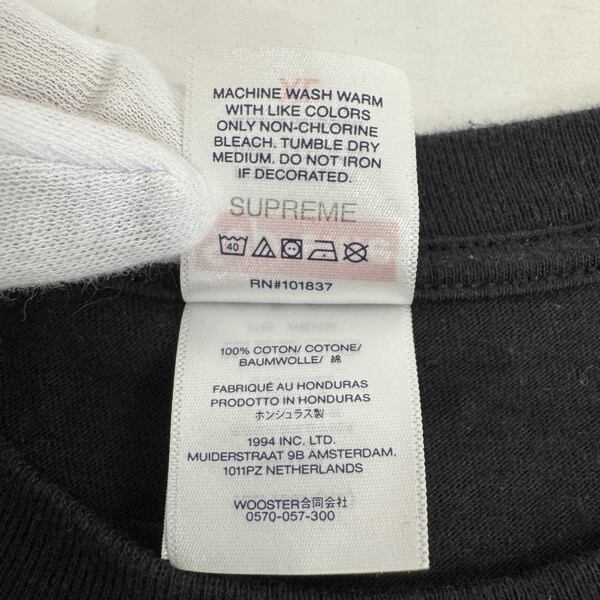 MACHINE WASH WARM
WITH LIKE COLORS
ONLY NON-CHLORINE
BLEACH. TUMBLE DRY
MEDIUM. DO NOT IRON
IF DECORATED.
SUPREME
40
RN#101837
100% COTON/ COTONE/
BAUMWOLLE/ 綿
FABRIQUÉ AU HONDURAS
PRODOTTO IN HONDURAS
ホンジュラス製
1994 INC. LTD.
MUIDERSTRAAT 9B AMSTERDAM.
1011PZ NETHERLANDS
WOOSTER合同会社
0570-057-300